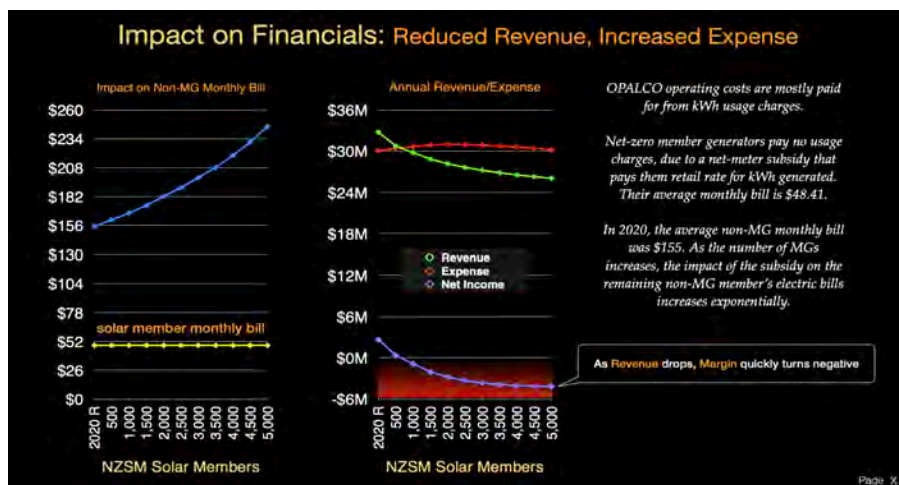 Impact on Financials: Reduced Revenue, Increased Expense
Impact on Non-MG Monthly Bill
$260
$234
$208
$182
$156
$130
$104
$78
$52
$26
$0
solar member monthly bill
2020 R
500
1,000
1,500
2,000
2,500
3,000
3,500
4,000
4,500
5,000
NZSM Solar Members
Annual Revenue/Expense
$36M
$30M
$24M
$18M
$12M
$6M
$0M
-$6M
Revenue
Expense
Net Income
2020 R
500
1,000
1,500
2,000
2,500
3,000
3,500
4,000
4,500
5,000
NZSM Solar Members
OPALCO operating costs are mostly paid
for from kWh usage charges.
Net-zero member generators pay no usage
charges, due to a net-meter subsidy that
pays them retail rate for kWh generated.
Their average monthly bill is $48.41.
In 2020, the average non-MG monthly bill
was $155. As the number of MGs
increases, the impact of the subsidy on the
remaining non-MG member's electric bills
increases exponentially.
As Revenue drops, Margin quickly turns negative
Page X